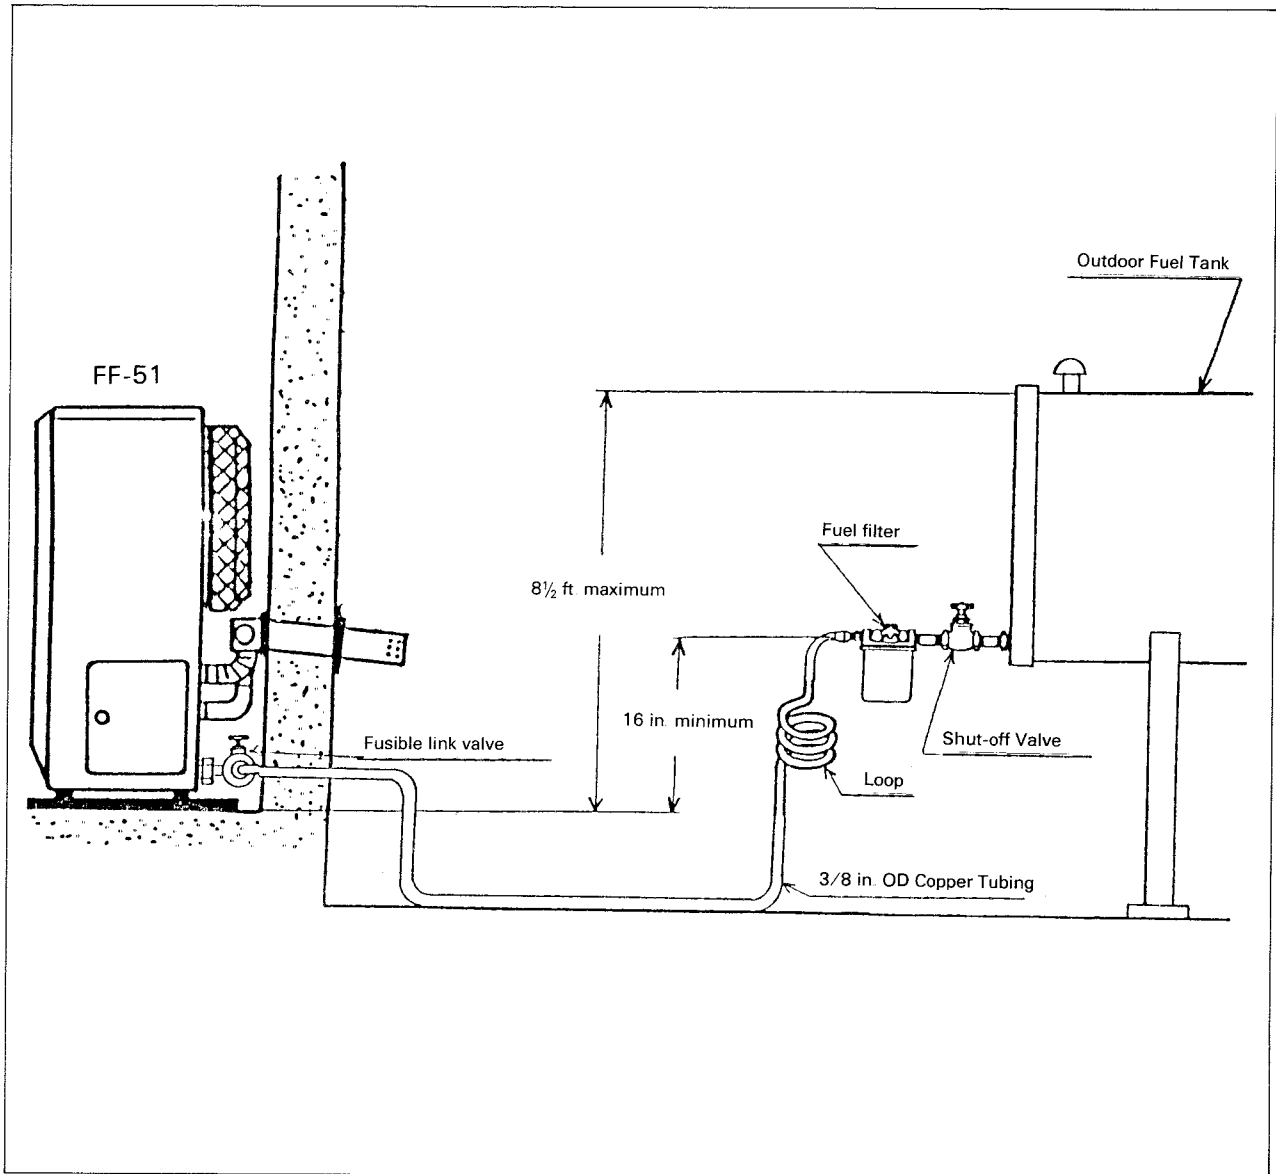 Outdoor Fuel Tank
FF-51
Fuel filter
8½ ft. maximum
16 in. minimum
Fusible link valve
Shut-off Valve
Loop
3/8 in. OD Copper Tubing